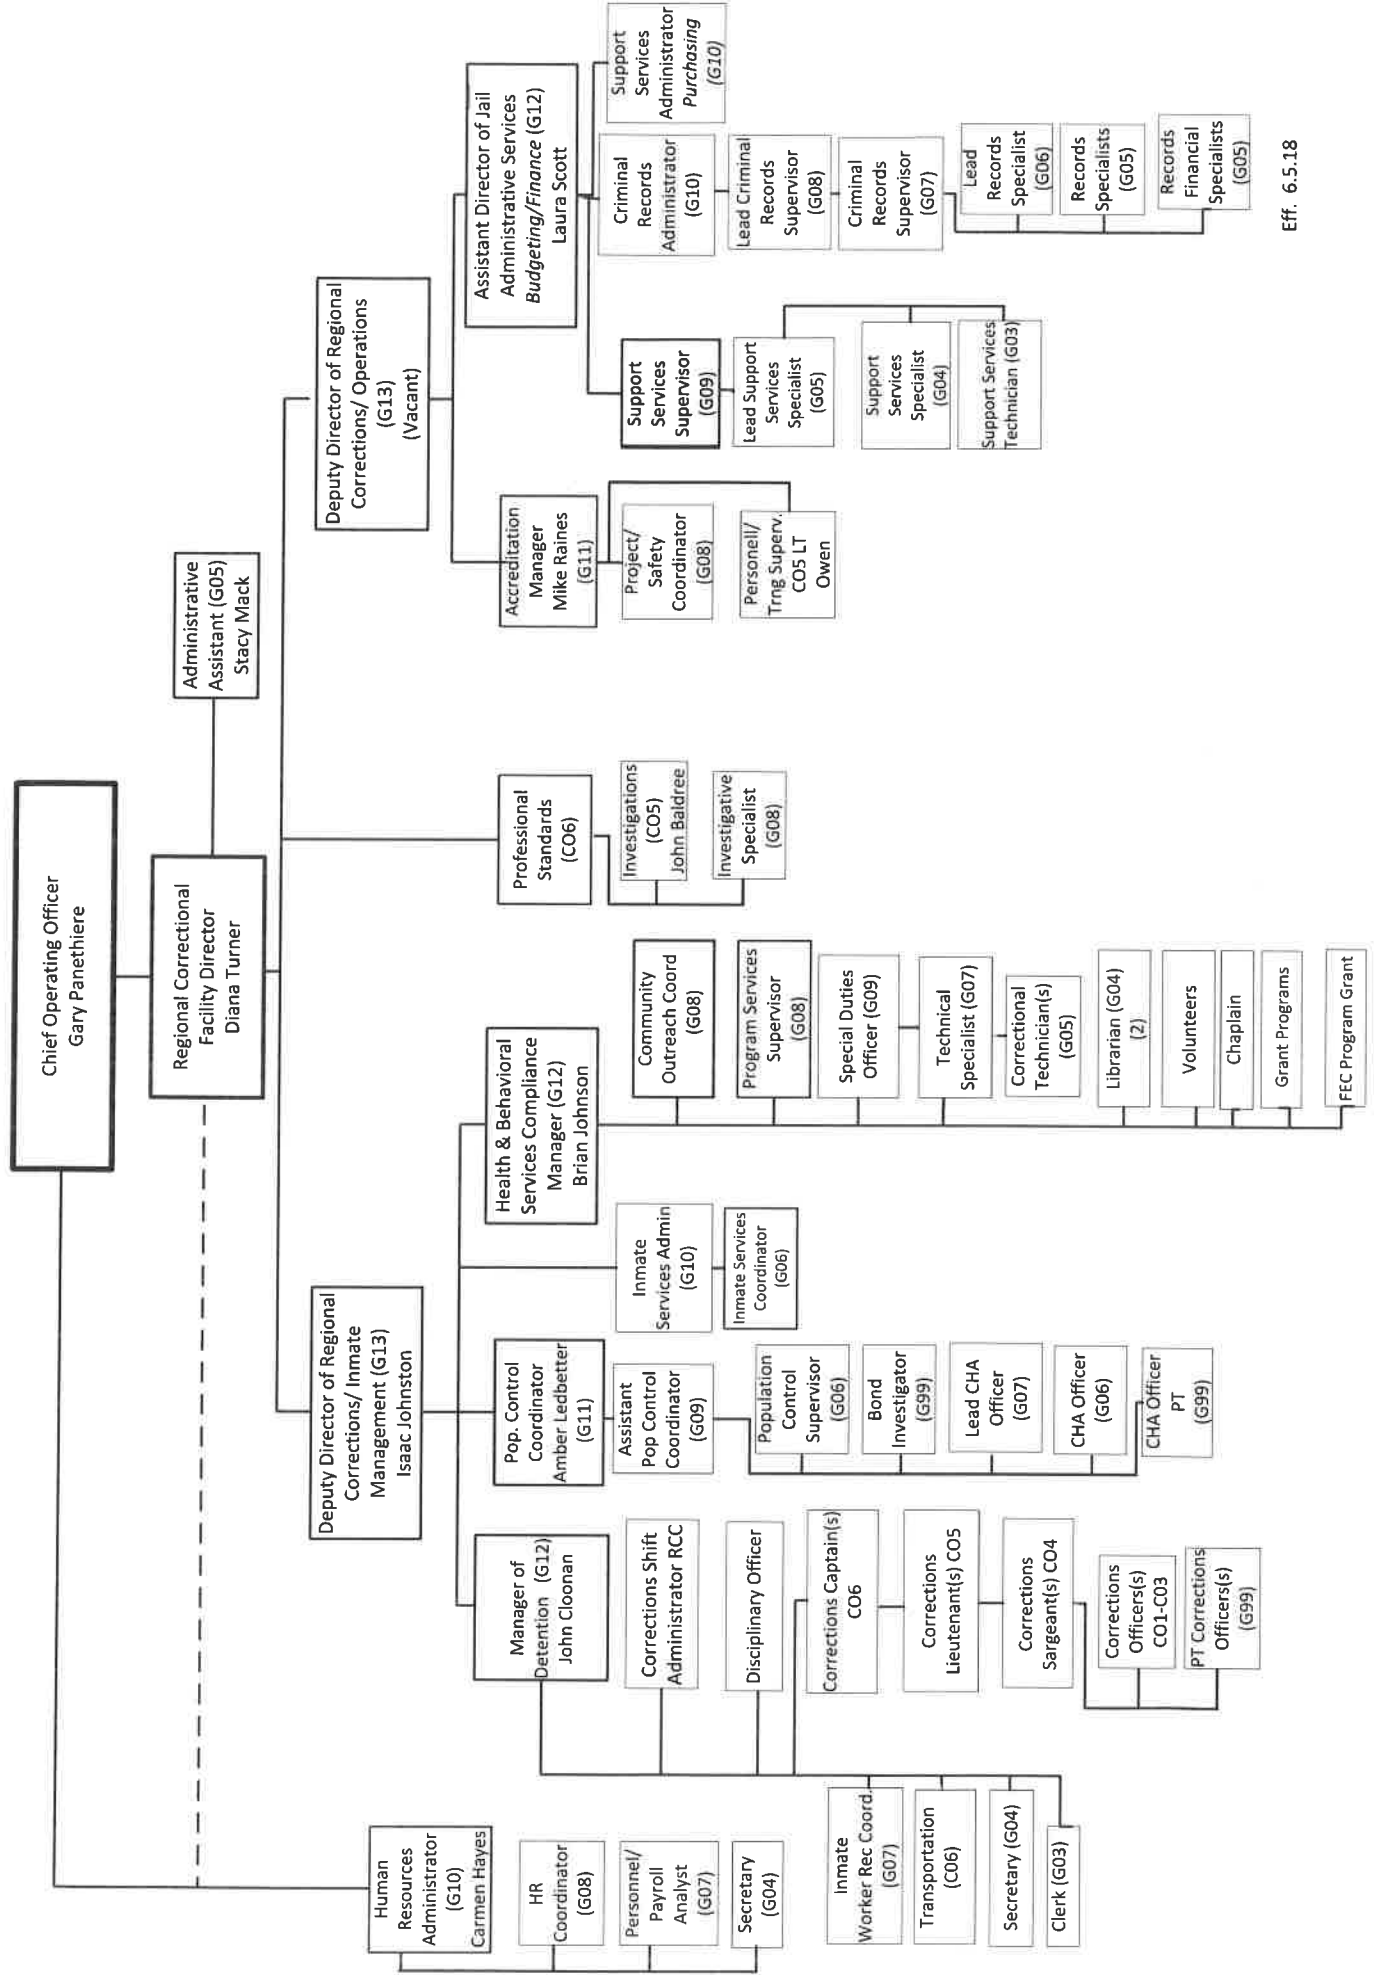 Chief Operating Officer
Gary Panethiere
Regional Correctional
Facility Director
Diana Turner
Administrative
Assistant (G05)
Stacy Mack
Human
Resources
Administrator
(G10)
Carmen Hayes
HR
Coordinator
(G08)
Personnel/
Payroll
Analyst
(G07)
Secretary
(G04)
Deputy Director of Regional
Corrections/ Inmate
Management (G13)
Isaac Johnston
Manager of
Detention (G12)
John Cloonan
Corrections Shift
Administrator RCC
Disciplinary Officer
Corrections Captain(s)
CO6
Corrections
Lieutenant(s) CO5
Corrections
Sargeant(s) CO4
Corrections
Officers(s)
CO1-CO3
PT Corrections
Officers(s)
(G99)
Inmate
Worker Rec Coord.
(G07)
Transportation
(C06)
Secretary (G04)
Clerk (G03)
Pop. Control
Coordinator
Amber Ledbetter
(G11)
Assistant
Pop Control
Coordinator
(G09)
Population
Control
Supervisor
(G06)
Bond
Investigator
(G99)
Lead CHA
Officer
(G07)
CHA Officer
(G06)
CHA Officer
PT
(G99)
Inmate
Services Admin
(G10)
Inmate Services
Coordinator
(G06)
Health & Behavioral
Services Compliance
Manager (G12)
Brian Johnson
Community
Outreach Coord
(G08)
Program Services
Supervisor
(G08)
Special Duties
Officer (G09)
Technical
Specialist (G07)
Correctional
Technician(s)
(G05)
Librarian (G04)
(2)
Volunteers
Chaplain
Grant Programs
FEC Program Grant
Professional
Standards
(CO6)
Investigations
(CO5)
John Baldree
Investigative
Specialist
(G08)
Deputy Director of Regional
Corrections/ Operations
(G13)
(Vacant)
Accreditation
Manager
Mike Raines
(G11)
Project/
Safety
Coordinator
(G08)
Personell/
Trng Superv.
CO5 LT
Owen
Assistant Director of Jail
Administrative Services
Budgeting/Finance (G12)
Laura Scott
Support
Services
Supervisor
(G09)
Lead Support
Services
Specialist
(G05)
Support
Services
Specialist
(G04)
Support Services
Technician (G03)
Criminal
Records
Administrator
(G10)
Lead Criminal
Records
Supervisor
(G08)
Criminal
Records
Supervisor
(G07)
Lead
Records
Specialist
(G06)
Records
Specialists
(G05)
Records
Financial
Specialists
(G05)
Support
Services
Administrator
Purchasing
(G10)
Eff. 6.5.18